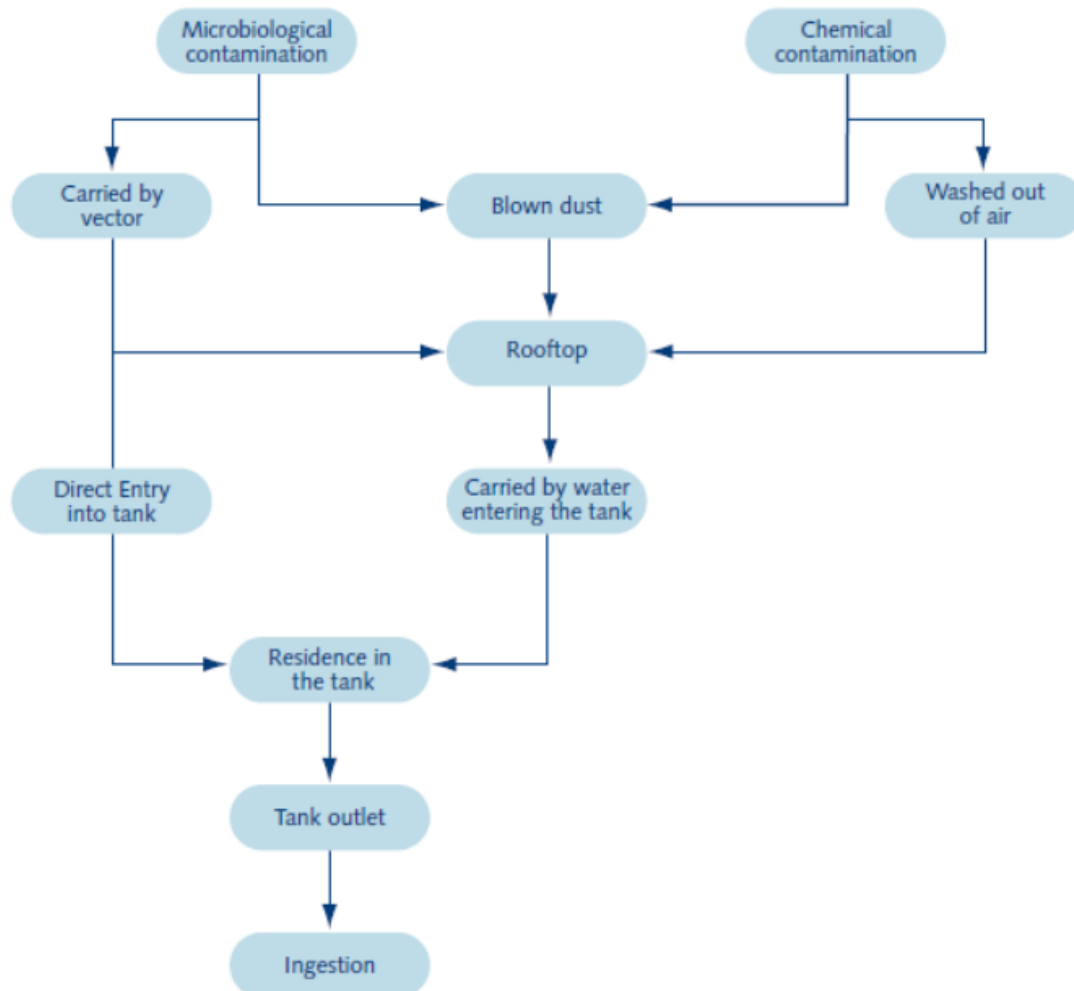 Microbiological
contamination
Chemical
contamination
Carried by
vector
Blown dust
Washed out
of air
Rooftop
Direct Entry
into tank
Carried by water
entering the tank
Residence in
the tank
Tank outlet
Ingestion